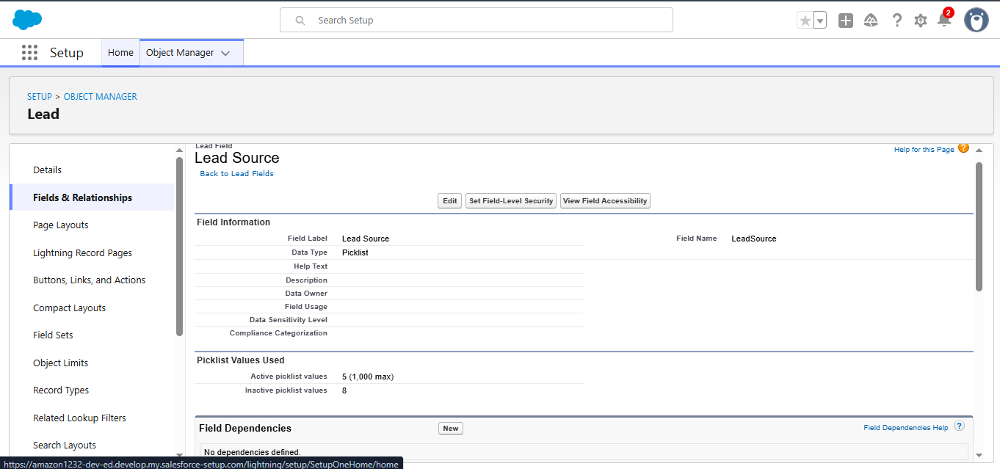 Search Setup
2
Setup
Home
Object Manager
SETUP > OBJECT MANAGER
Lead
Details
Fields & Relationships
Page Layouts
Lightning Record Pages
Buttons, Links, and Actions
Compact Layouts
Field Sets
Object Limits
Record Types
Related Lookup Filters
Search Layouts
Lead Field
Lead Source
Back to Lead Fields
Help for this Page ?
Edit Set Field-Level Security View Field Accessibility
Field Information
Field Label Lead Source Field Name LeadSource
Data Type Picklist
Help Text
Description
Data Owner
Field Usage
Data Sensitivity Level
Compliance Categorization
Picklist Values Used
Active picklist values 5 (1,000 max)
Inactive picklist values 8
Field Dependencies New Field Dependencies Help ?
No dependencies defined.
https://amazon1232-dev-ed.develop.my.salesforce-setup.com/lightning/setup/SetupOneHome/home